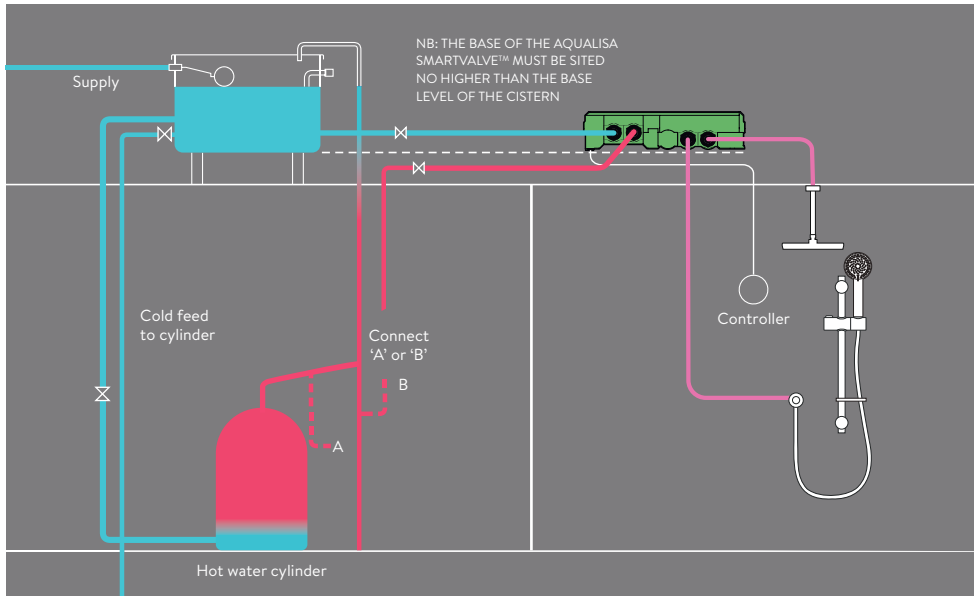 NB: THE BASE OF THE AQUALISA
SMARTVALVE™ MUST BE SITED
NO HIGHER THAN THE BASE
LEVEL OF THE CISTERN
Supply
Cold feed
to cylinder
Connect
‘A’ or ‘B’
B
A
Controller
Hot water cylinder